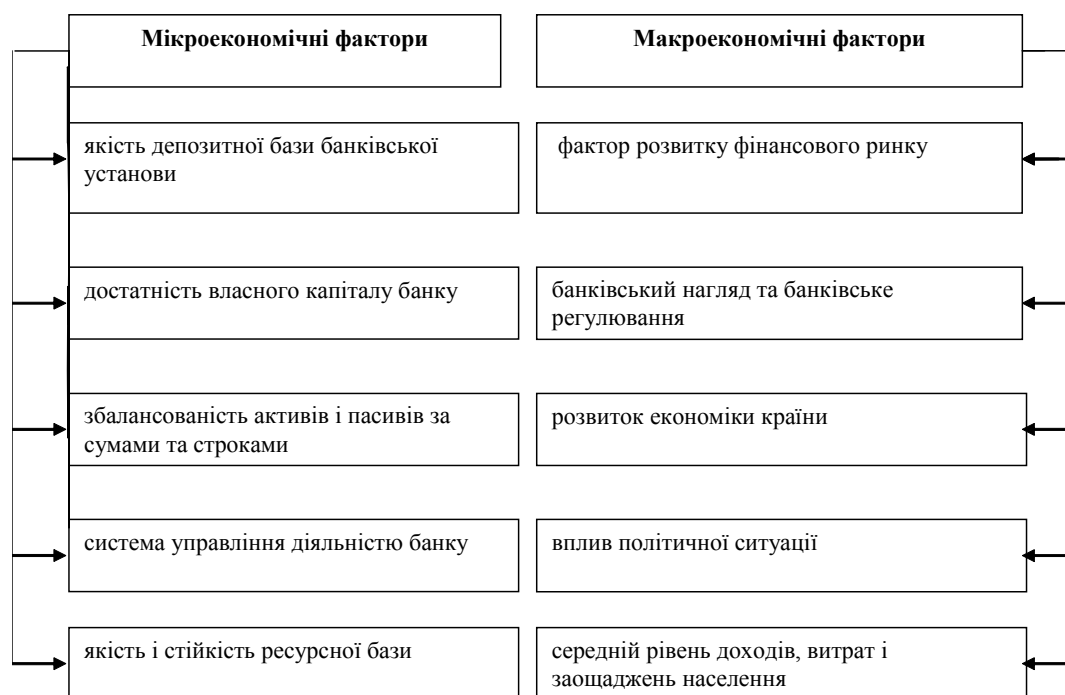 Мікроекономічні фактори
Макроекономічні фактори
якість депозитної бази банківської
установи
фактор розвитку фінансового ринку
достатність власного капіталу банку
банківський нагляд та банківське
регулювання
збалансованість активів і пасивів за
сумами та строками
розвиток економіки країни
система управління діяльністю банку
вплив політичної ситуації
якість і стійкість ресурсної бази
середній рівень доходів, витрат і
заощаджень населення